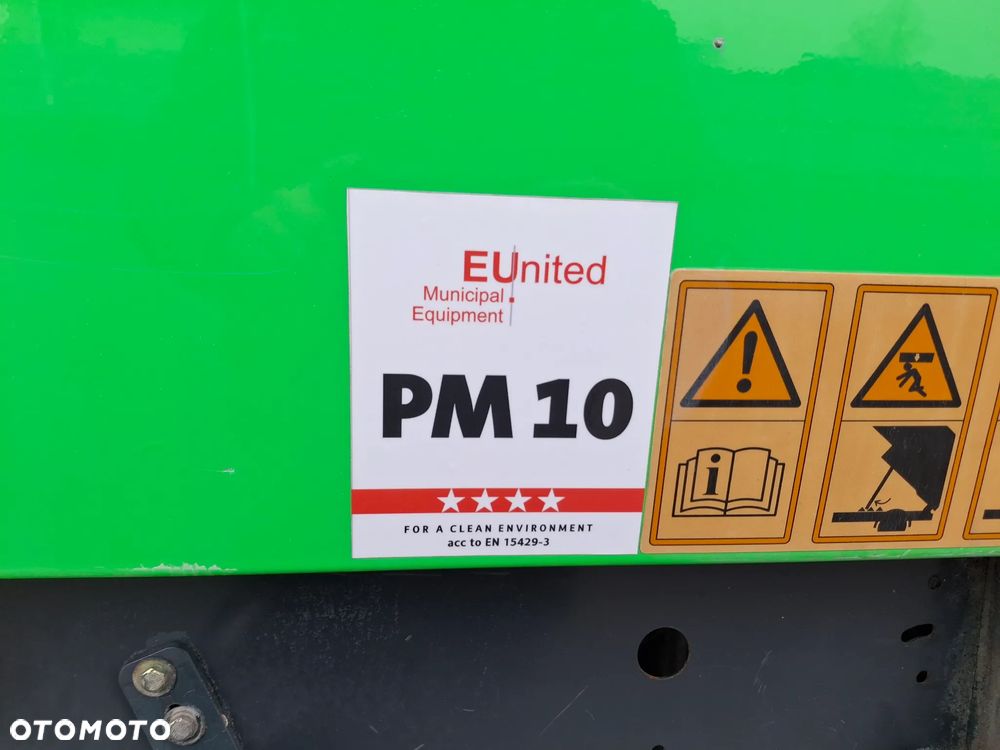 EUnited
Municipal
Equipment
PM 10
FOR A CLEAN ENVIRONMENT
acc to EN 15429-3
i
OTOMOTO